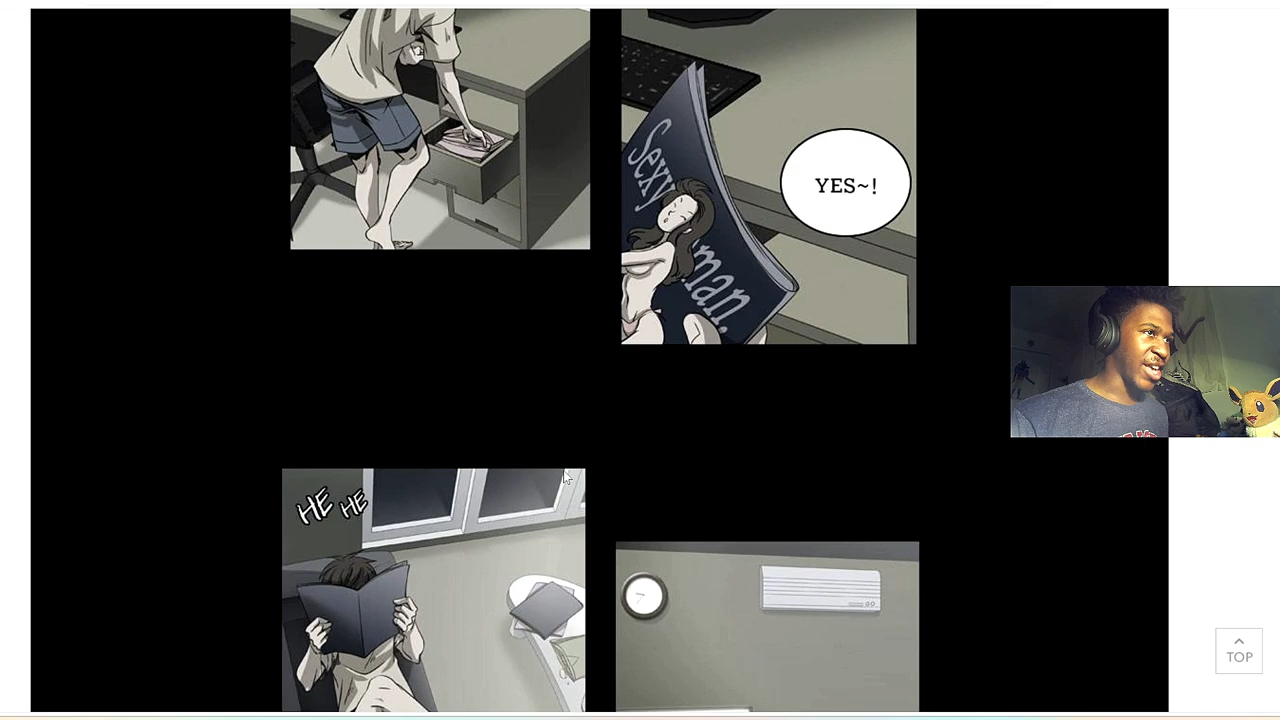 YES~!
Sexy
man.
HE HE
TOP